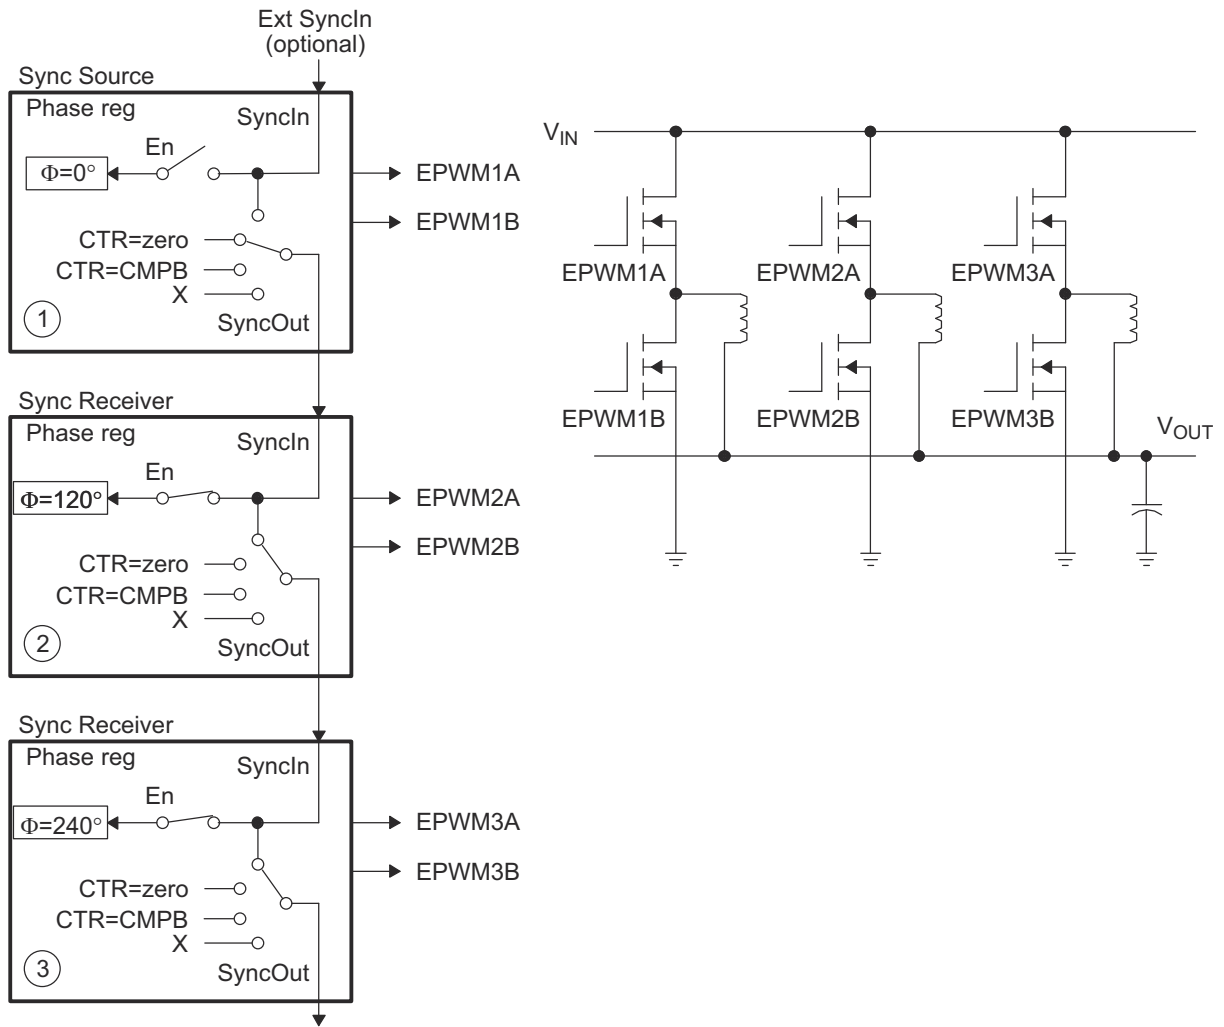 Ext SyncIn
(optional)
Sync Source
Phase reg
SyncIn
En
Φ=0°
EPWM1A
EPWM1B
CTR=zero
CTR=CMPB
X
1
SyncOut
Sync Receiver
Phase reg
SyncIn
En
Φ=120°
EPWM2A
EPWM2B
CTR=zero
CTR=CMPB
X
2
SyncOut
Sync Receiver
Phase reg
SyncIn
En
Φ=240°
EPWM3A
EPWM3B
CTR=zero
CTR=CMPB
X
3
SyncOut
VIN
EPWM1A
EPWM2A
EPWM3A
EPWM1B
EPWM2B
EPWM3B
VOUT